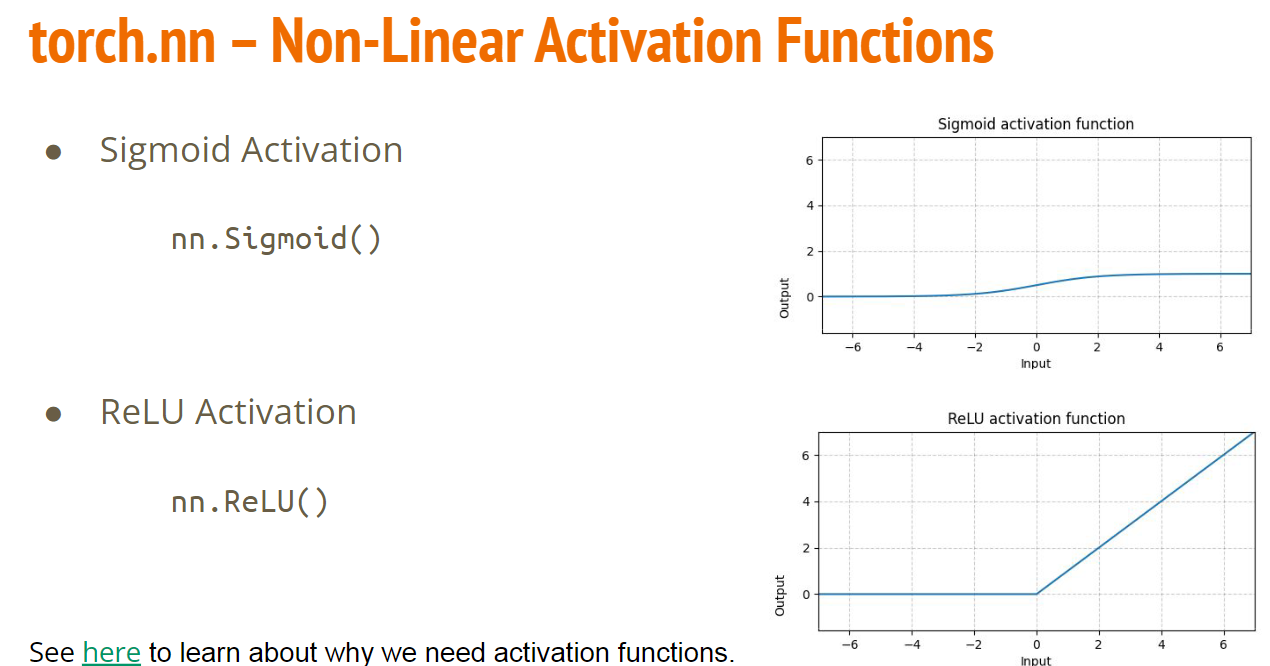 torch.nn – Non-Linear Activation Functions
● Sigmoid Activation
nn.Sigmoid()
Sigmoid activation function
6
4
2
0
Output
−6 −4 −2 0 2 4 6
Input
● ReLU Activation
nn.ReLU()
ReLU activation function
6
4
2
0
Output
−6 −4 −2 0 2 4 6
Input
See here to learn about why we need activation functions.